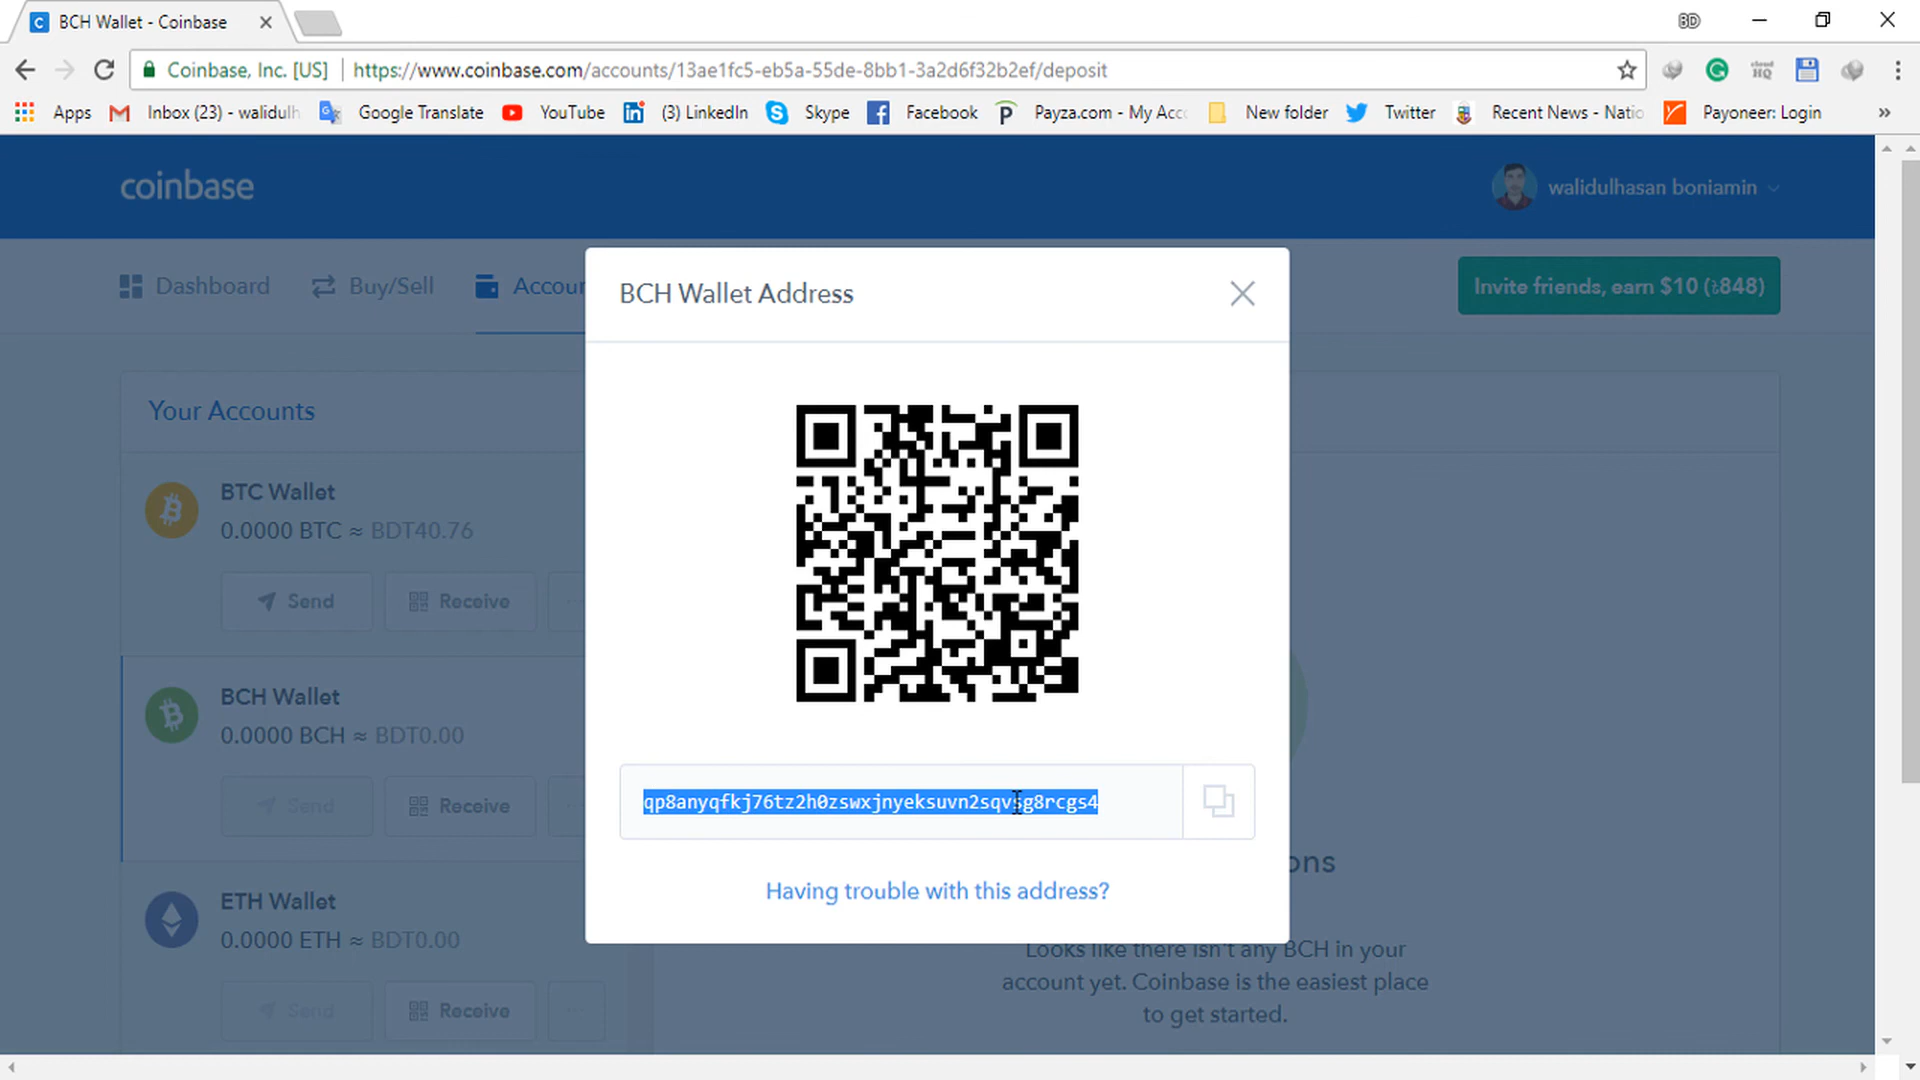 BCH Wallet - Coinbase
BD
Coinbase, Inc. [US] https://www.coinbase.com/accounts/13ae1fc5-eb5a-55de-8bb1-3a2d6f32b2ef/deposit
cloud HQ
Apps Inbox (23) - walidulh Google Translate YouTube (3) LinkedIn Skype Facebook Payza.com - My Acc New folder Twitter Recent News - Natio Payoneer: Login »
coinbase
walidulhasan boniamin
Dashboard Buy/Sell Accoun
Invite friends, earn $10 (৳848)
BCH Wallet Address
Your Accounts
BTC Wallet
0.0000 BTC ≈ BDT40.76
Send Receive ...
BCH Wallet
0.0000 BCH ≈ BDT0.00
Send Receive
qp8anyqfkj76tz2h0zswxjnyeksuvn2sqvsg8rcgs4
Having trouble with this address?
ons
ETH Wallet
0.0000 ETH ≈ BDT0.00
Send Receive ...
Looks like there isn't any BCH in your
account yet. Coinbase is the easiest place
to get started.